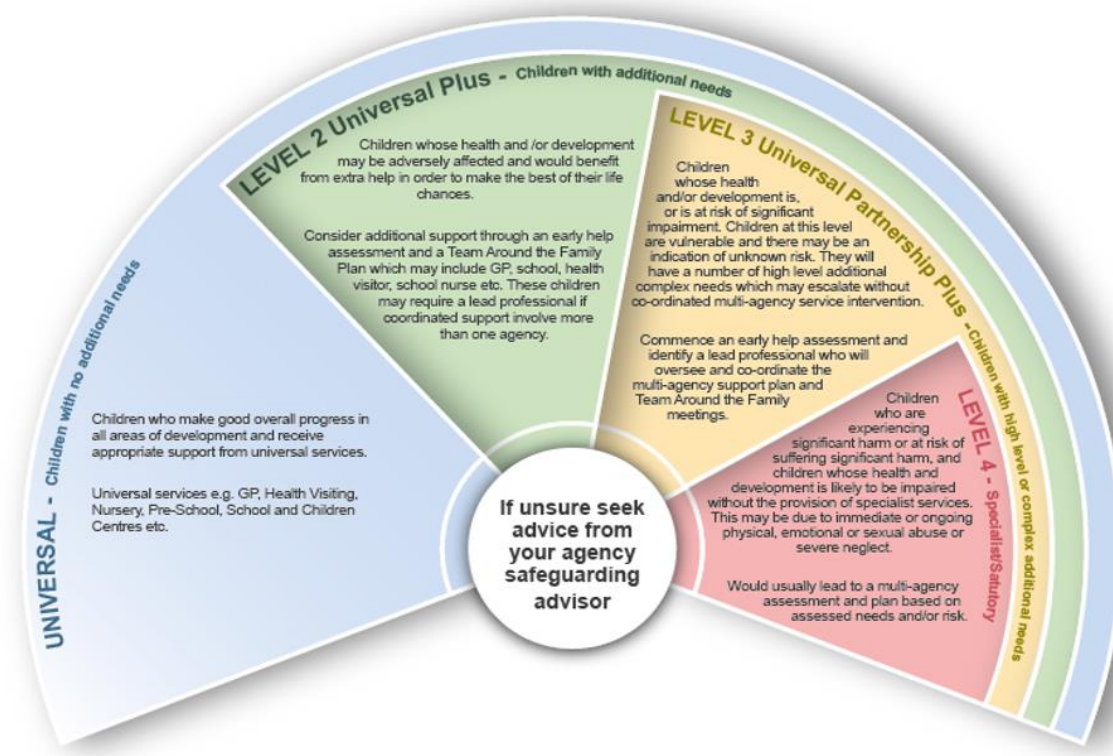 UNIVERSAL - Children with no additional needs
Children who make good overall progress in
all areas of development and receive
appropriate support from universal services.
Universal services e.g. GP, Health Visiting,
Nursery, Pre-School, School and Children
Centres etc.
LEVEL 2 Universal Plus - Children with additional needs
Children whose health and /or development
may be adversely affected and would benefit
from extra help in order to make the best of their life
chances.
Consider additional support through an early help
assessment and a Team Around the Family
Plan which may include GP, school, health
visitor, school nurse etc. These children
may require a lead professional if
coordinated support involve more
than one agency.
LEVEL 3 Universal Partnership Plus - Children with high level or complex additional needs
Children
whose health
and/or development is,
or is at risk of significant
impairment. Children at this level
are vulnerable and there may be an
indication of unknown risk. They will
have a number of high level additional
complex needs which may escalate without
co-ordinated multi-agency service intervention.
Commence an early help assessment and
identify a lead professional who will
oversee and co-ordinate the
multi-agency support plan and
Team Around the Family
meetings.
LEVEL 4 - Specialist/Satutory
Children
who are
experiencing
significant harm or at risk of
suffering significant harm, and
children whose health and
development is likely to be impaired
without the provision of specialist services.
This may be due to immediate or ongoing
physical, emotional or sexual abuse or
severe neglect.
Would usually lead to a multi-agency
assessment and plan based on
assessed needs and/or risk.
If unsure seek
advice from
your agency
safeguarding
advisor